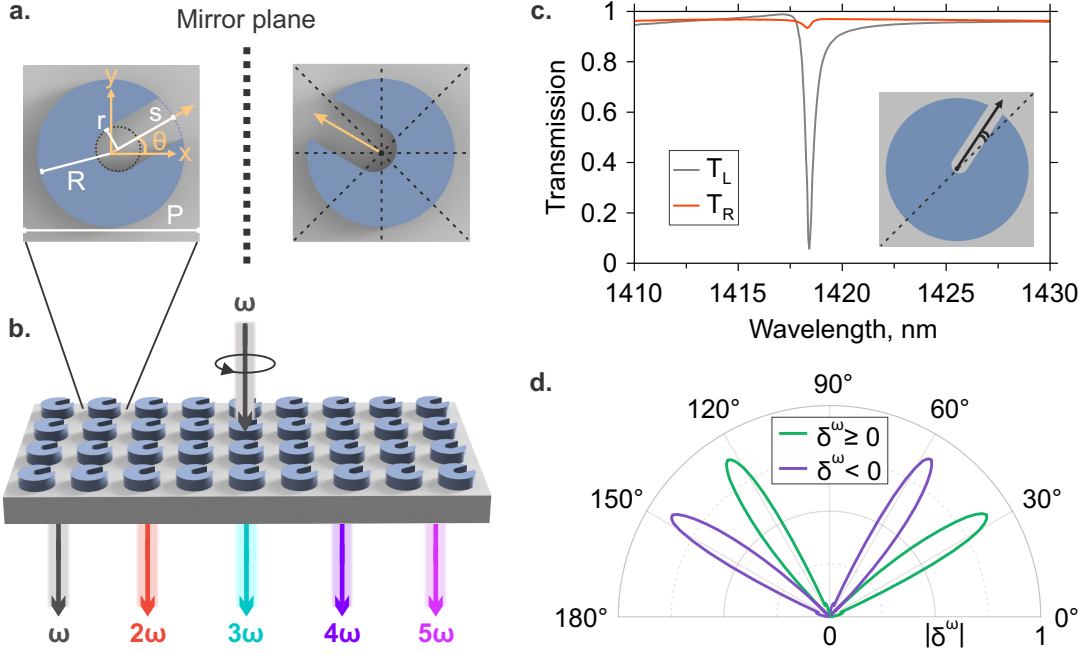 a.
Mirror plane
y
r
s
θ
x
R
P
b.
ω
ω
2ω
3ω
4ω
5ω
c.
Transmission
1
0.8
0.6
0.4
0.2
0
T_L
T_R
1410
1415
1420
1425
1430
Wavelength, nm
d.
90°
120°
60°
δ^ω ≥ 0
δ^ω < 0
150°
30°
180°
0°
0
|δ^ω|
1